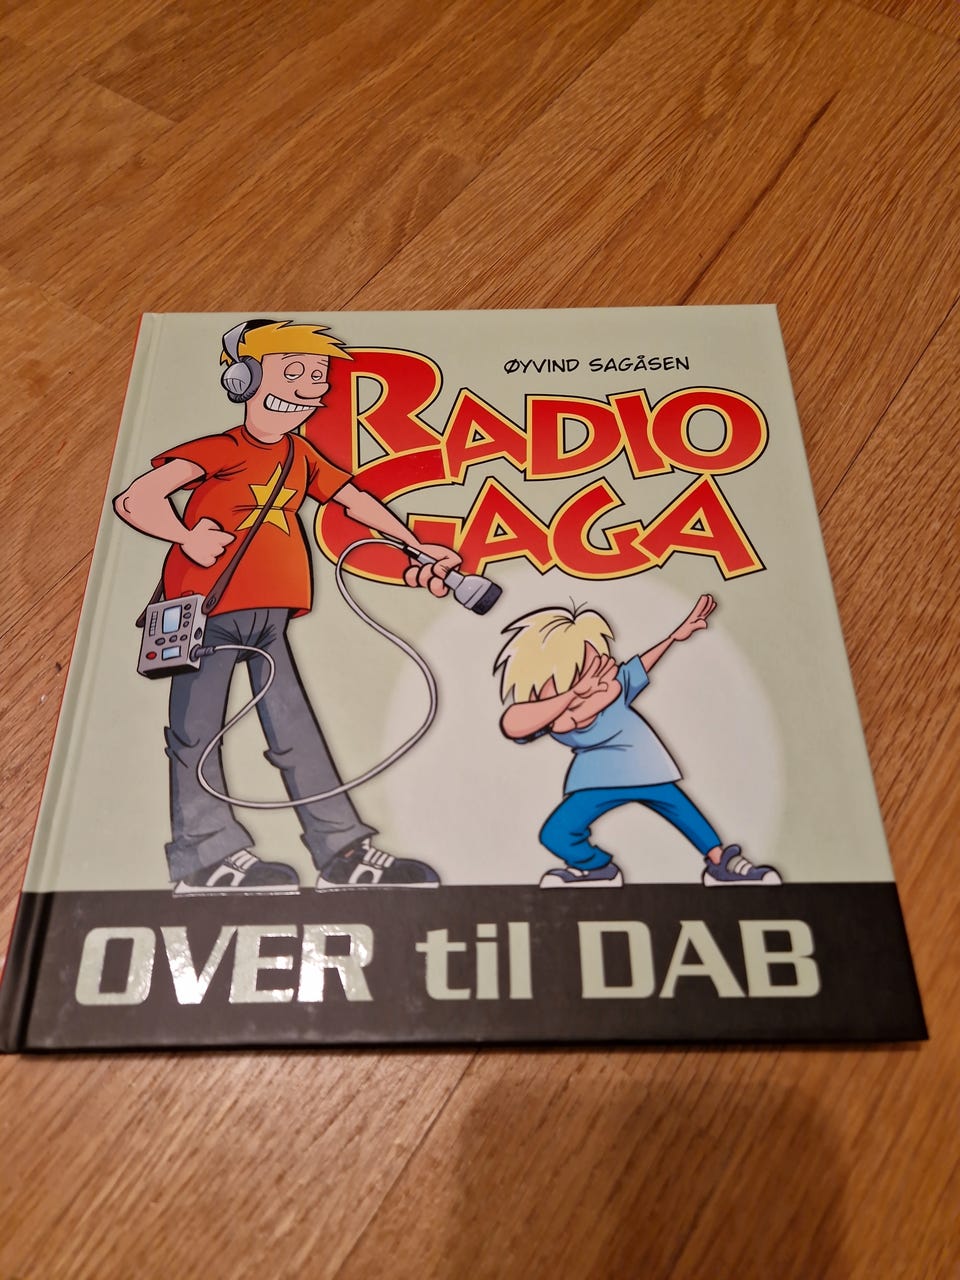 ØYVIND SAGÅSEN
RADIO
GAGA
OVER til DAB